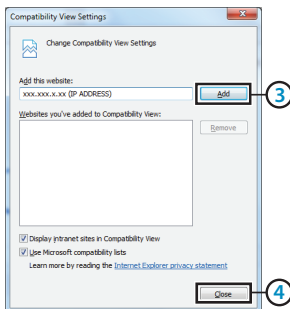 Compatibility View Settings
Change Compatibility View Settings
Add this website:
xxx.xxx.x.xx (IP ADDRESS)
Add
3
Websites you've added to Compatibility View:
Remove
Display intranet sites in Compatibility View
Use Microsoft compatibility lists
Learn more by reading the Internet Explorer privacy statement
Close
4